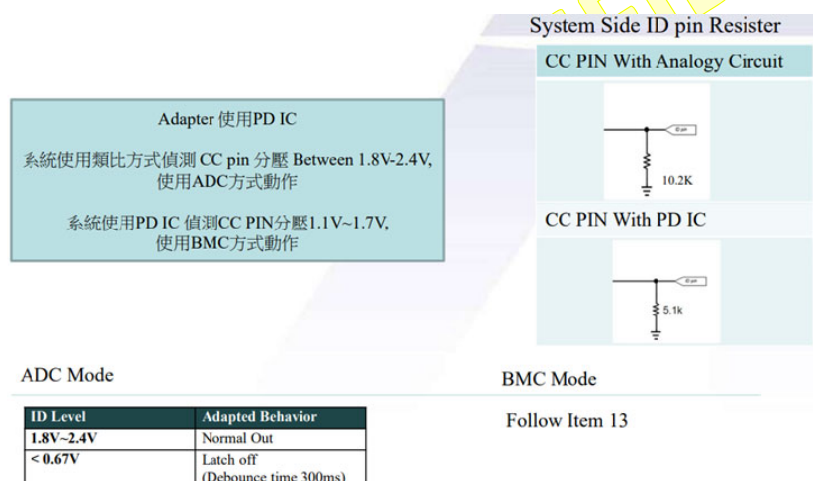 System Side ID pin Resister
CC PIN With Analogy Circuit
ID pin
10.2K
Adapter 使用PD IC
系統使用類比方式偵測 CC pin 分壓 Between 1.8V-2.4V,
使用ADC方式動作
系統使用PD IC 偵測CC PIN分壓1.1V~1.7V,
使用BMC方式動作
CC PIN With PD IC
ID pin
5.1k
ADC Mode
ID Level Adapted Behavior
1.8V~2.4V Normal Out
< 0.67V Latch off
(Debounce time 300ms)
BMC Mode
Follow Item 13